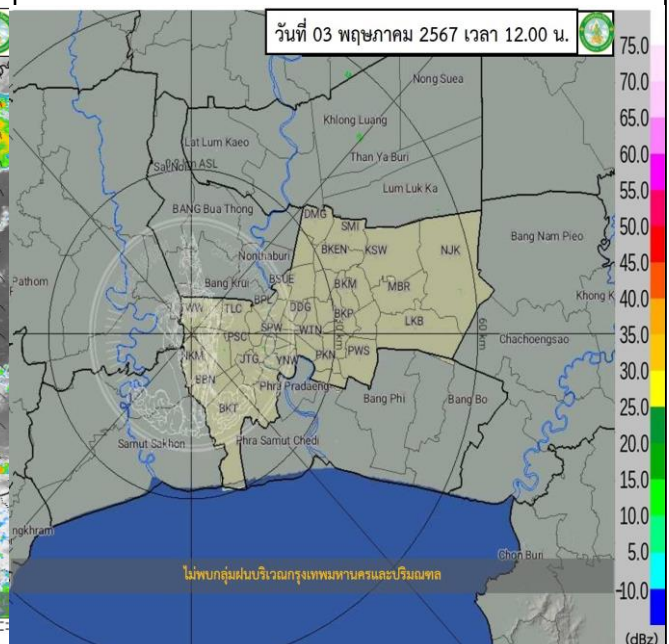 วันที่ 03 พฤษภาคม 2567 เวลา 12.00 น.
75.0
70.0
65.0
60.0
55.0
50.0
45.0
40.0
35.0
30.0
25.0
20.0
15.0
10.0
5.0
-10.0
(dBz)
Nong Suea
Khlong Luang
Lat Lum Kaeo
Than Ya Buri
Lum Luk Ka
BANG Bua Thong
DMG
SMI
Bang Nam Pieo
Nonthaburi
BKEN
KSW
NJK
Pathom
Bang Krui
BSUE
BKM
MBR
Khong K
BPL
TLC
DDG
BKP
LKB
SPW
WTN
60 km
Chachoengsao
PSC
NKM
JTG
YNW
PKN
PWS
BBN
Phra Pradaeng
BKT
Bang Phi
Bang Bo
Samut Sakhon
Phra Samut Chedi
ngkhram
Chon Buri
ไม่พบกลุ่มฝนบริเวณกรุงเทพมหานครและปริมณฑล